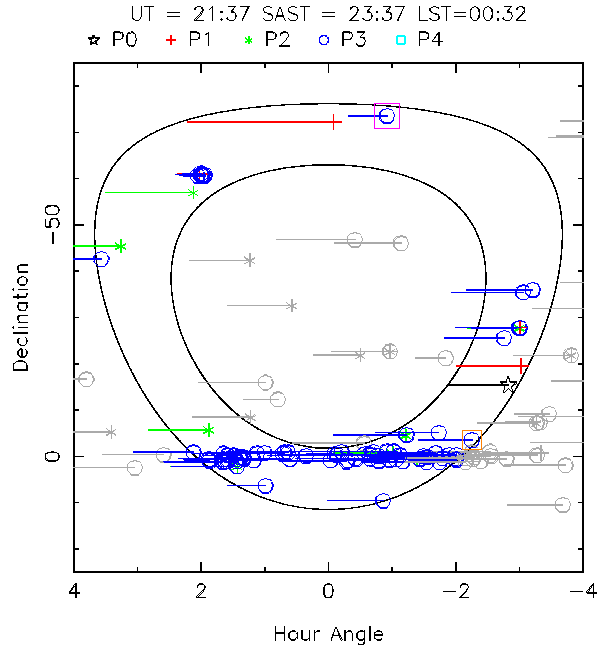 UT = 21:37 SAST = 23:37 LST=00:32
P0 P1 P2 P3 P4
−50
0
Declination
4 2 0 −2 −4
Hour Angle